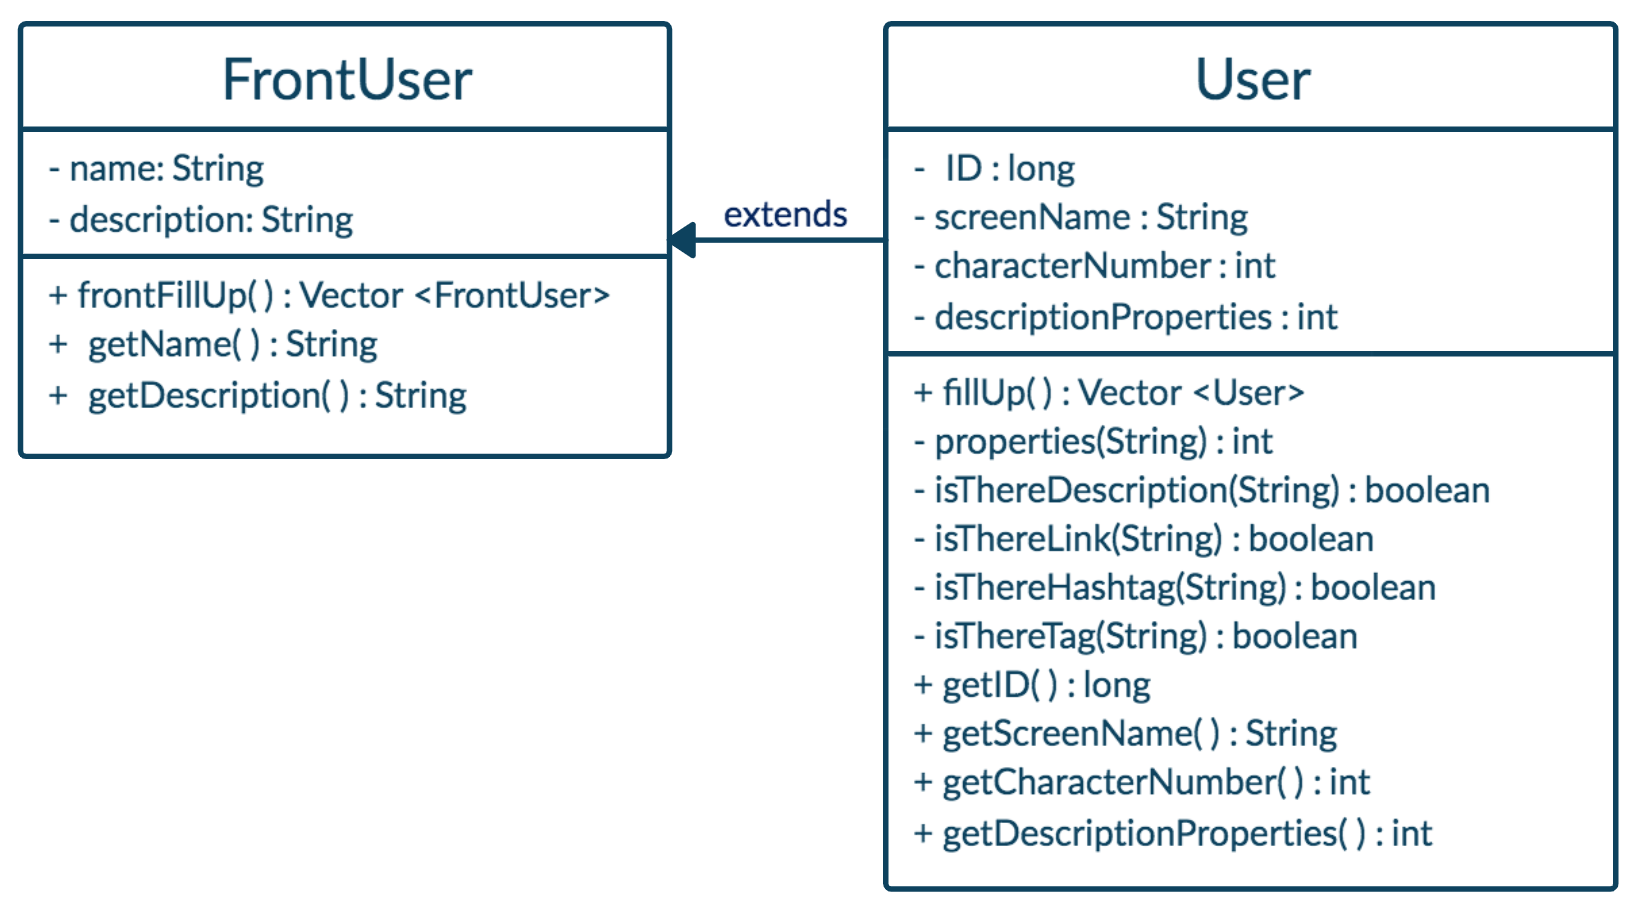 FrontUser
- name: String
- description: String
+ frontFillUp( ) : Vector <FrontUser>
+ getName( ) : String
+ getDescription( ) : String
extends
User
- ID : long
- screenName : String
- characterNumber : int
- descriptionProperties : int
+ fillUp( ) : Vector <User>
- properties(String) : int
- isThereDescription(String) : boolean
- isThereLink(String) : boolean
- isThereHashtag(String) : boolean
- isThereTag(String) : boolean
+ getID( ) : long
+ getScreenName( ) : String
+ getCharacterNumber( ) : int
+ getDescriptionProperties( ) : int